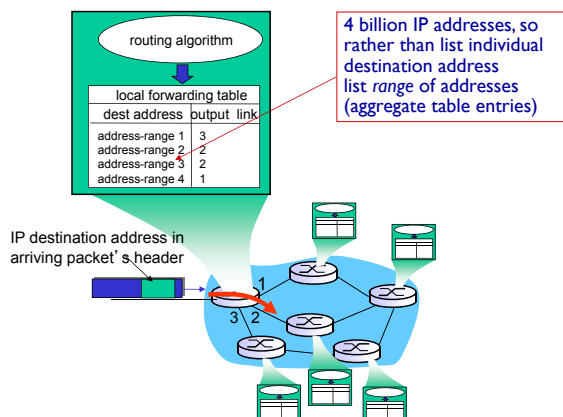 routing algorithm
local forwarding table
dest address output link
address-range 1 3
address-range 2 2
address-range 3 2
address-range 4 1
4 billion IP addresses, so
rather than list individual
destination address
list range of addresses
(aggregate table entries)
IP destination address in
arriving packet’s header
1
3 2